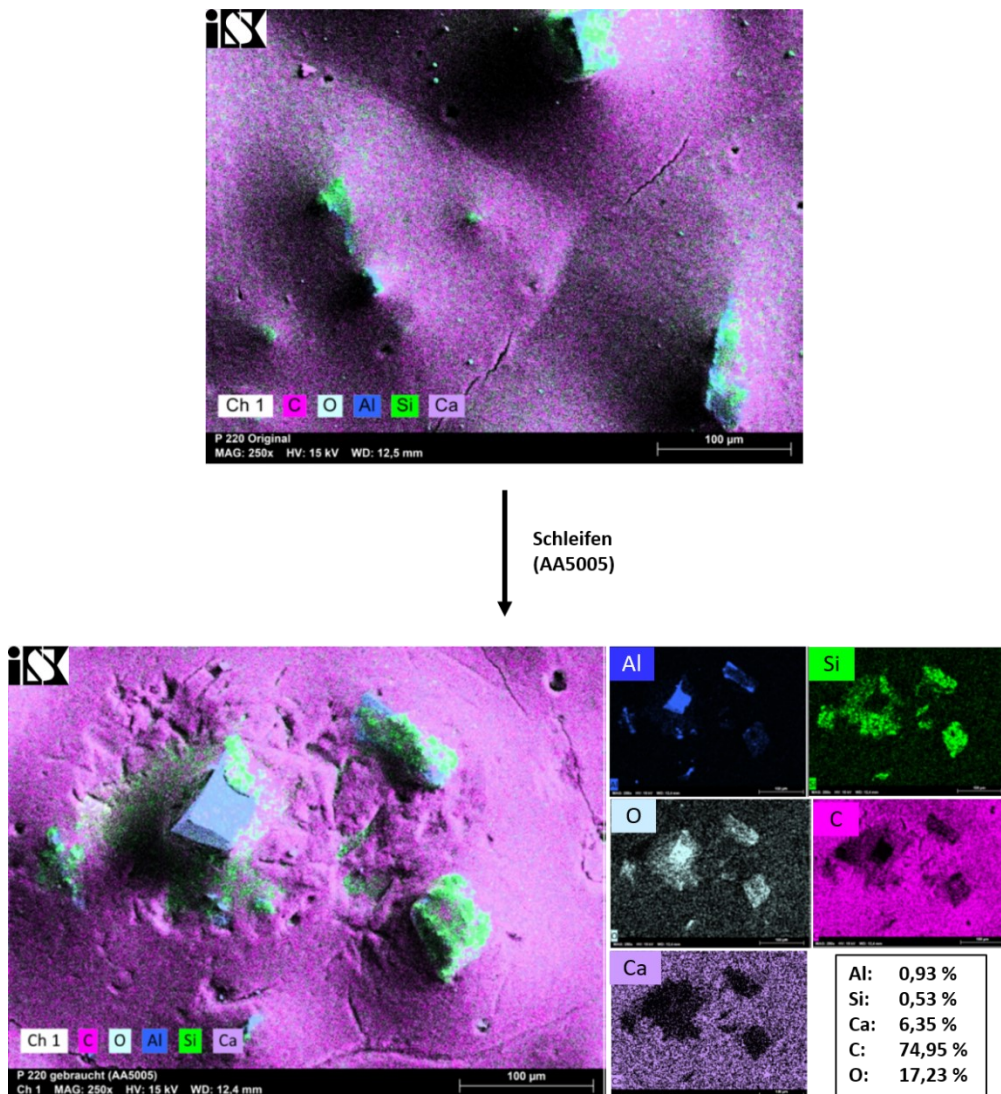 iSK
Ch 1 C O Al Si Ca
P 220 Original
MAG: 250x HV: 15 kV WD: 12,5 mm
100 µm
Schleifen
(AA5005)
iSK
Ch 1 C O Al Si Ca
P 220 gebraucht (AA5005)
Ch 1 MAG: 250x HV: 15 kV WD: 12,4 mm
100 µm
Al
Si
O
C
Ca
Al: 0,93 %
Si: 0,53 %
Ca: 6,35 %
C: 74,95 %
O: 17,23 %